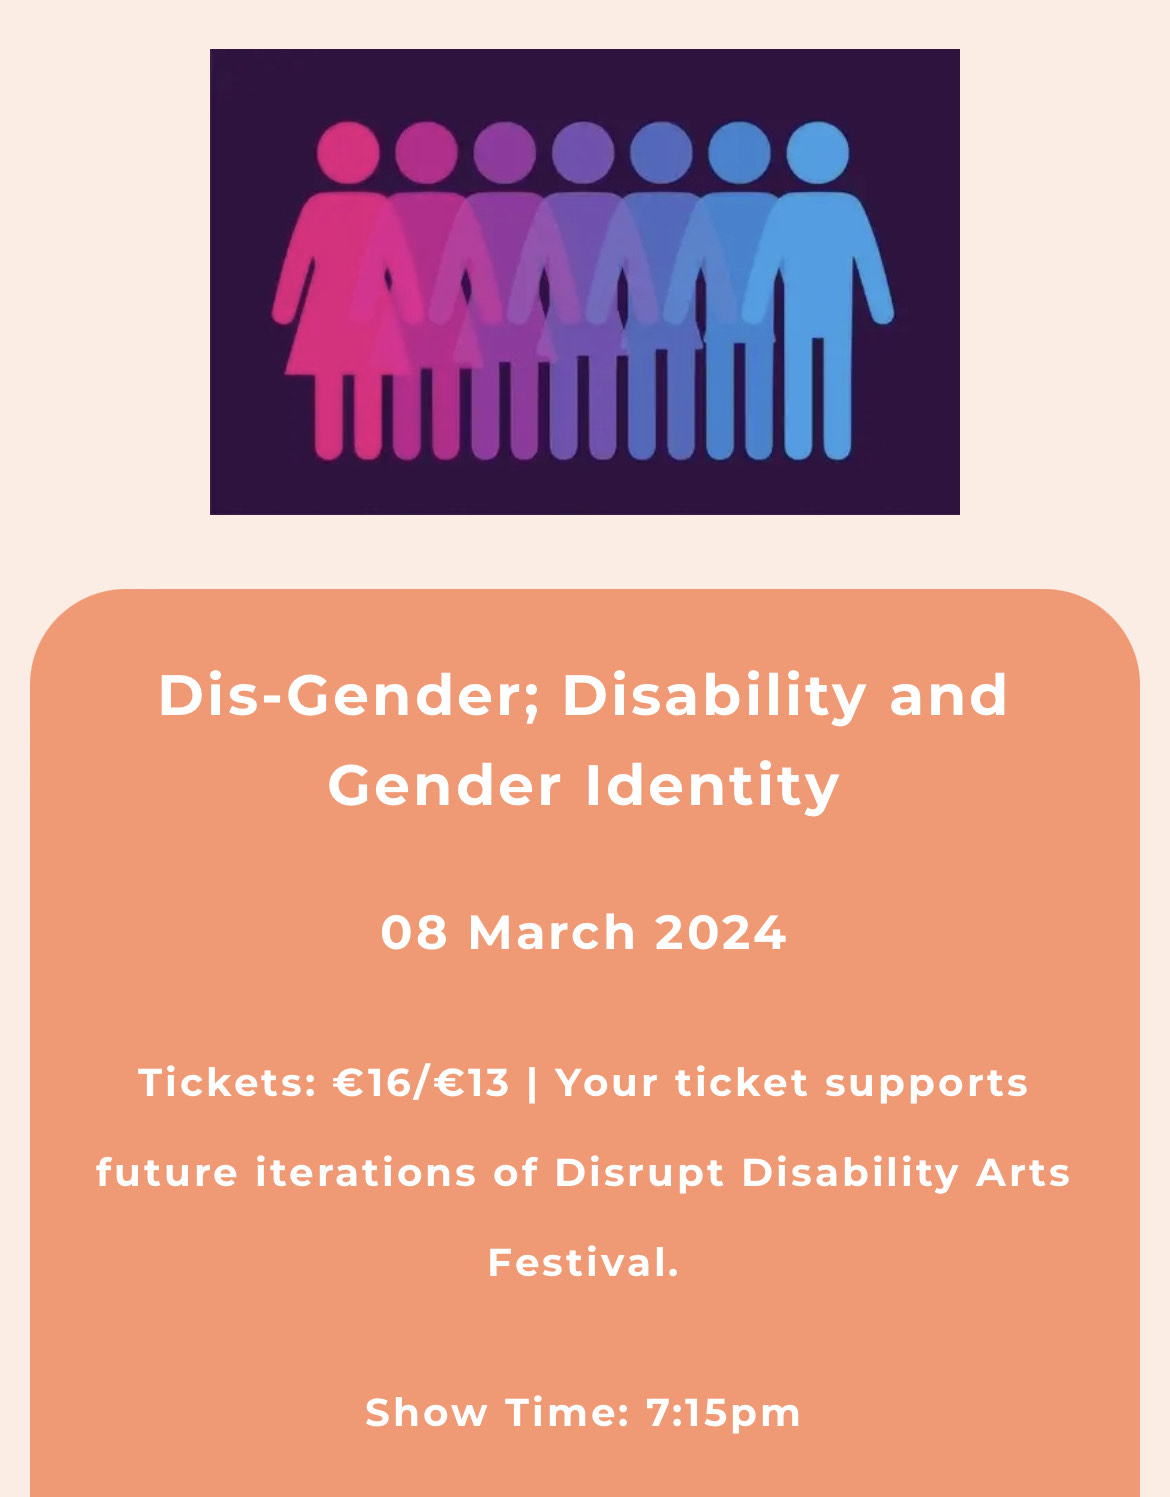 Dis-Gender; Disability and
Gender Identity
08 March 2024
Tickets: €16/€13 | Your ticket supports
future iterations of Disrupt Disability Arts
Festival.
Show Time: 7:15pm